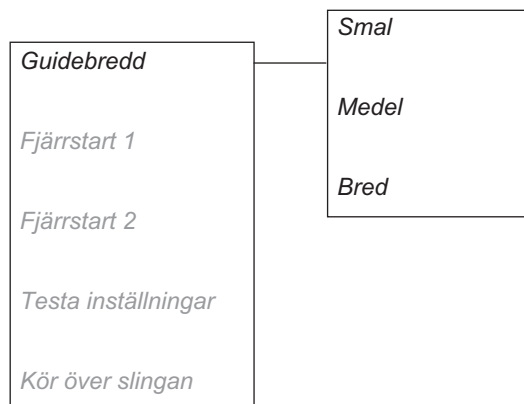 Guidebredd
Fjärrstart 1
Fjärrstart 2
Testa inställningar
Kör över slingan
Smal
Medel
Bred